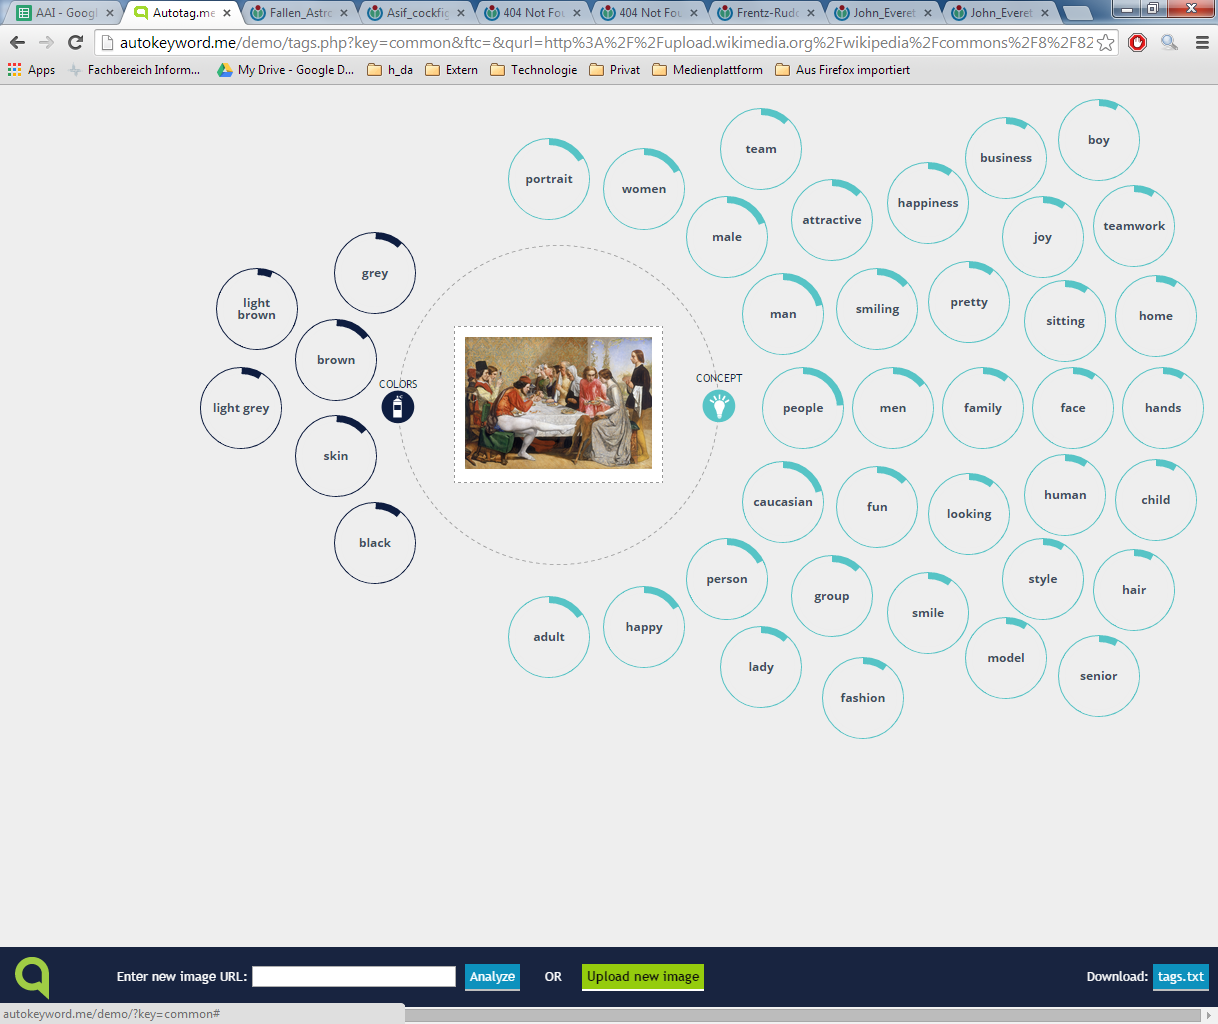 AAI - Googl
Autotag.me
Fallen_Astro
Asif_cockfig
404 Not Fou
404 Not Fou
Frentz-Rudo
John_Everet
John_Everet
autokeyword.me/demo/tags.php?key=common&ftc=&qurl=http%3A%2F%2Fupload.wikimedia.org%2Fwikipedia%2Fcommons%2F8%2F82
Apps
Fachbereich Inform...
My Drive - Google D...
h_da
Extern
Technologie
Privat
Medienplattform
Aus Firefox importiert
portrait
women
team
male
attractive
happiness
business
boy
joy
teamwork
grey
light
brown
brown
light grey
skin
black
COLORS
CONCEPT
man
smiling
pretty
sitting
home
people
men
family
face
hands
caucasian
fun
looking
human
child
person
group
smile
style
hair
adult
happy
lady
fashion
model
senior
Enter new image URL:
Analyze
OR
Upload new image
Download:
tags.txt
autokeyword.me/demo/?key=common#